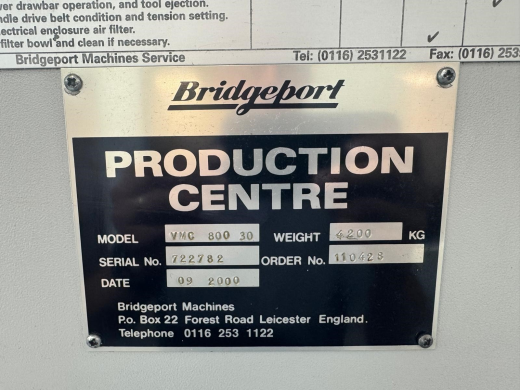 wer drawbar operation, and tool ejection.
ndle drive belt condition and tension setting.
ectrical enclosure air filter.
filter bowl and clean if necessary.
Bridgeport Machines Service Tel: (0116) 2531122 Fax: (0116) 253
Bridgeport
PRODUCTION
CENTRE
MODEL VMC 800 30 WEIGHT 4200 KG
SERIAL No. 722782 ORDER No. 110428
DATE 09 2000
Bridgeport Machines
P.o. Box 22 Forest Road Leicester England.
Telephone 0116 253 1122